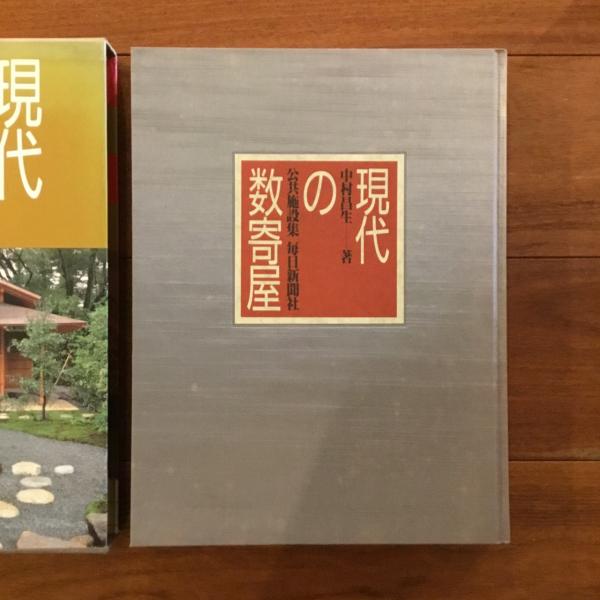 現代
の
数寄屋
中村昌生──著
公共施設集 毎日新聞社
現代